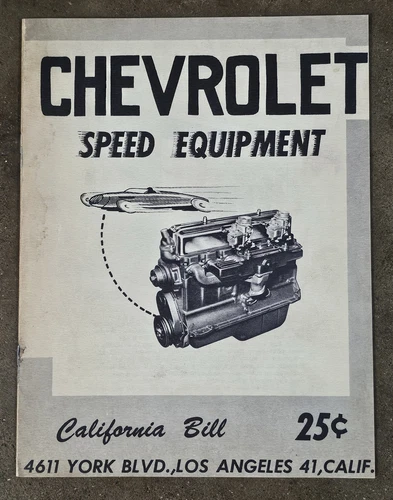 CHEVROLET
SPEED EQUIPMENT
California Bill 25¢
4611 YORK BLVD.,LOS ANGELES 41,CALIF.